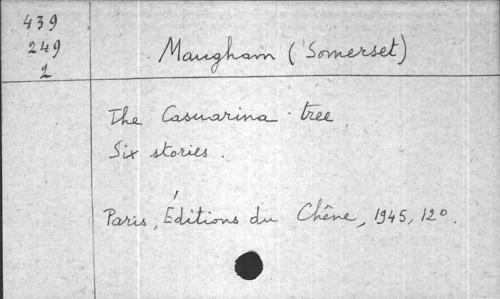 439
249
2
Maugham (Somerset)
The Casuarina tree.
Six stories.
Paris, Éditions du Chêne, 1945, 12°.